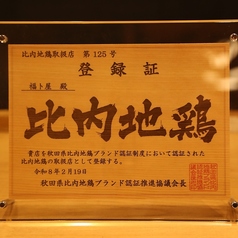 比内地鶏取扱店 第125号
登録証
福ト屋 殿
比内地鶏
貴店を秋田県比内地鶏ブランド認証制度において認証された
比内地鶏の取扱店として登録する。
令和8年2月19日
秋田県比内地鶏ブランド認証推進協議会長